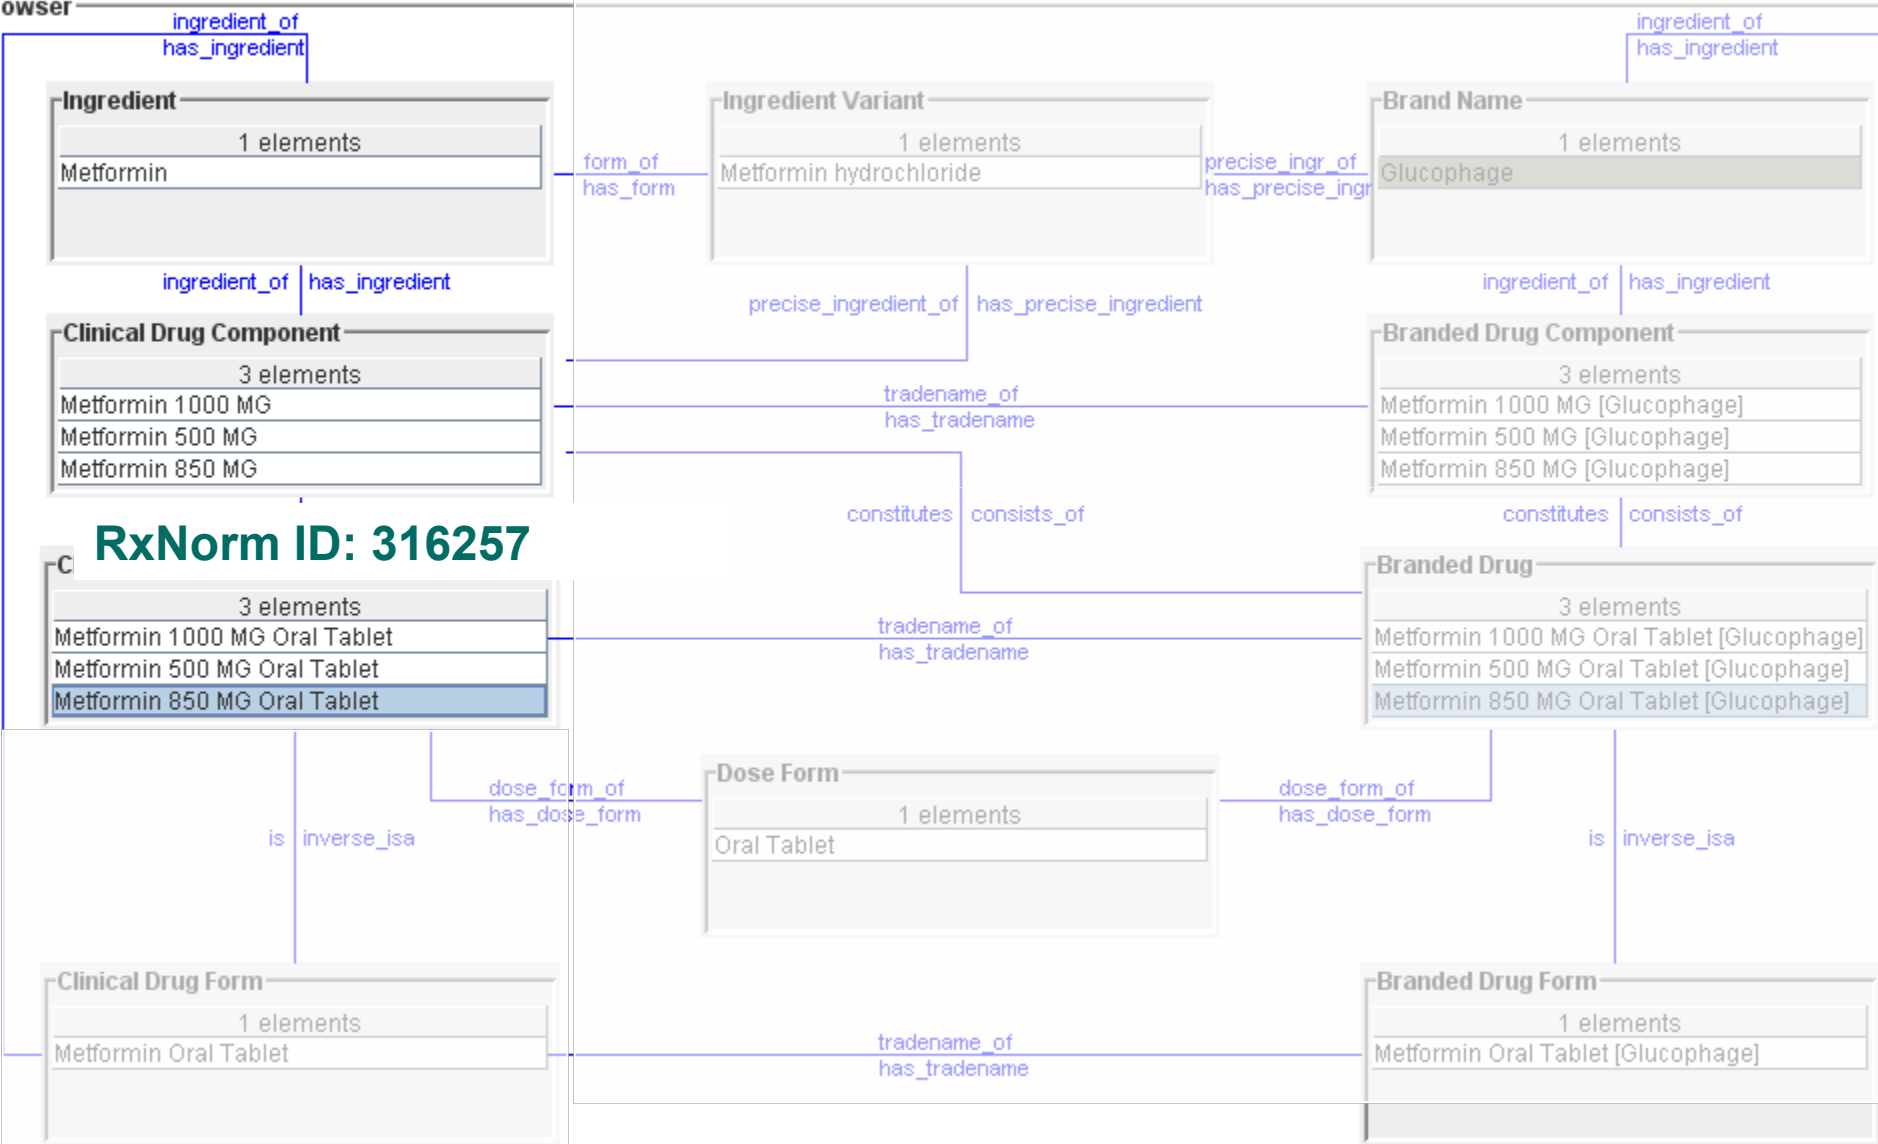 owser
ingredient_of
has_ingredient
ingredient_of
has_ingredient
Ingredient
1 elements
Metformin
form_of
has_form
Ingredient Variant
1 elements
Metformin hydrochloride
precise_ingr_of
has_precise_ingr
Brand Name
1 elements
Glucophage
ingredient_of has_ingredient
precise_ingredient_of has_precise_ingredient
ingredient_of has_ingredient
Clinical Drug Component
3 elements
Metformin 1000 MG
Metformin 500 MG
Metformin 850 MG
tradename_of
has_tradename
Branded Drug Component
3 elements
Metformin 1000 MG [Glucophage]
Metformin 500 MG [Glucophage]
Metformin 850 MG [Glucophage]
constitutes consists_of
constitutes consists_of
RxNorm ID: 316257
C
3 elements
Metformin 1000 MG Oral Tablet
Metformin 500 MG Oral Tablet
Metformin 850 MG Oral Tablet
tradename_of
has_tradename
Branded Drug
3 elements
Metformin 1000 MG Oral Tablet [Glucophage]
Metformin 500 MG Oral Tablet [Glucophage]
Metformin 850 MG Oral Tablet [Glucophage]
dose_form_of
has_dose_form
Dose Form
1 elements
Oral Tablet
dose_form_of
has_dose_form
is inverse_isa
is inverse_isa
Clinical Drug Form
1 elements
Metformin Oral Tablet
tradename_of
has_tradename
Branded Drug Form
1 elements
Metformin Oral Tablet [Glucophage]